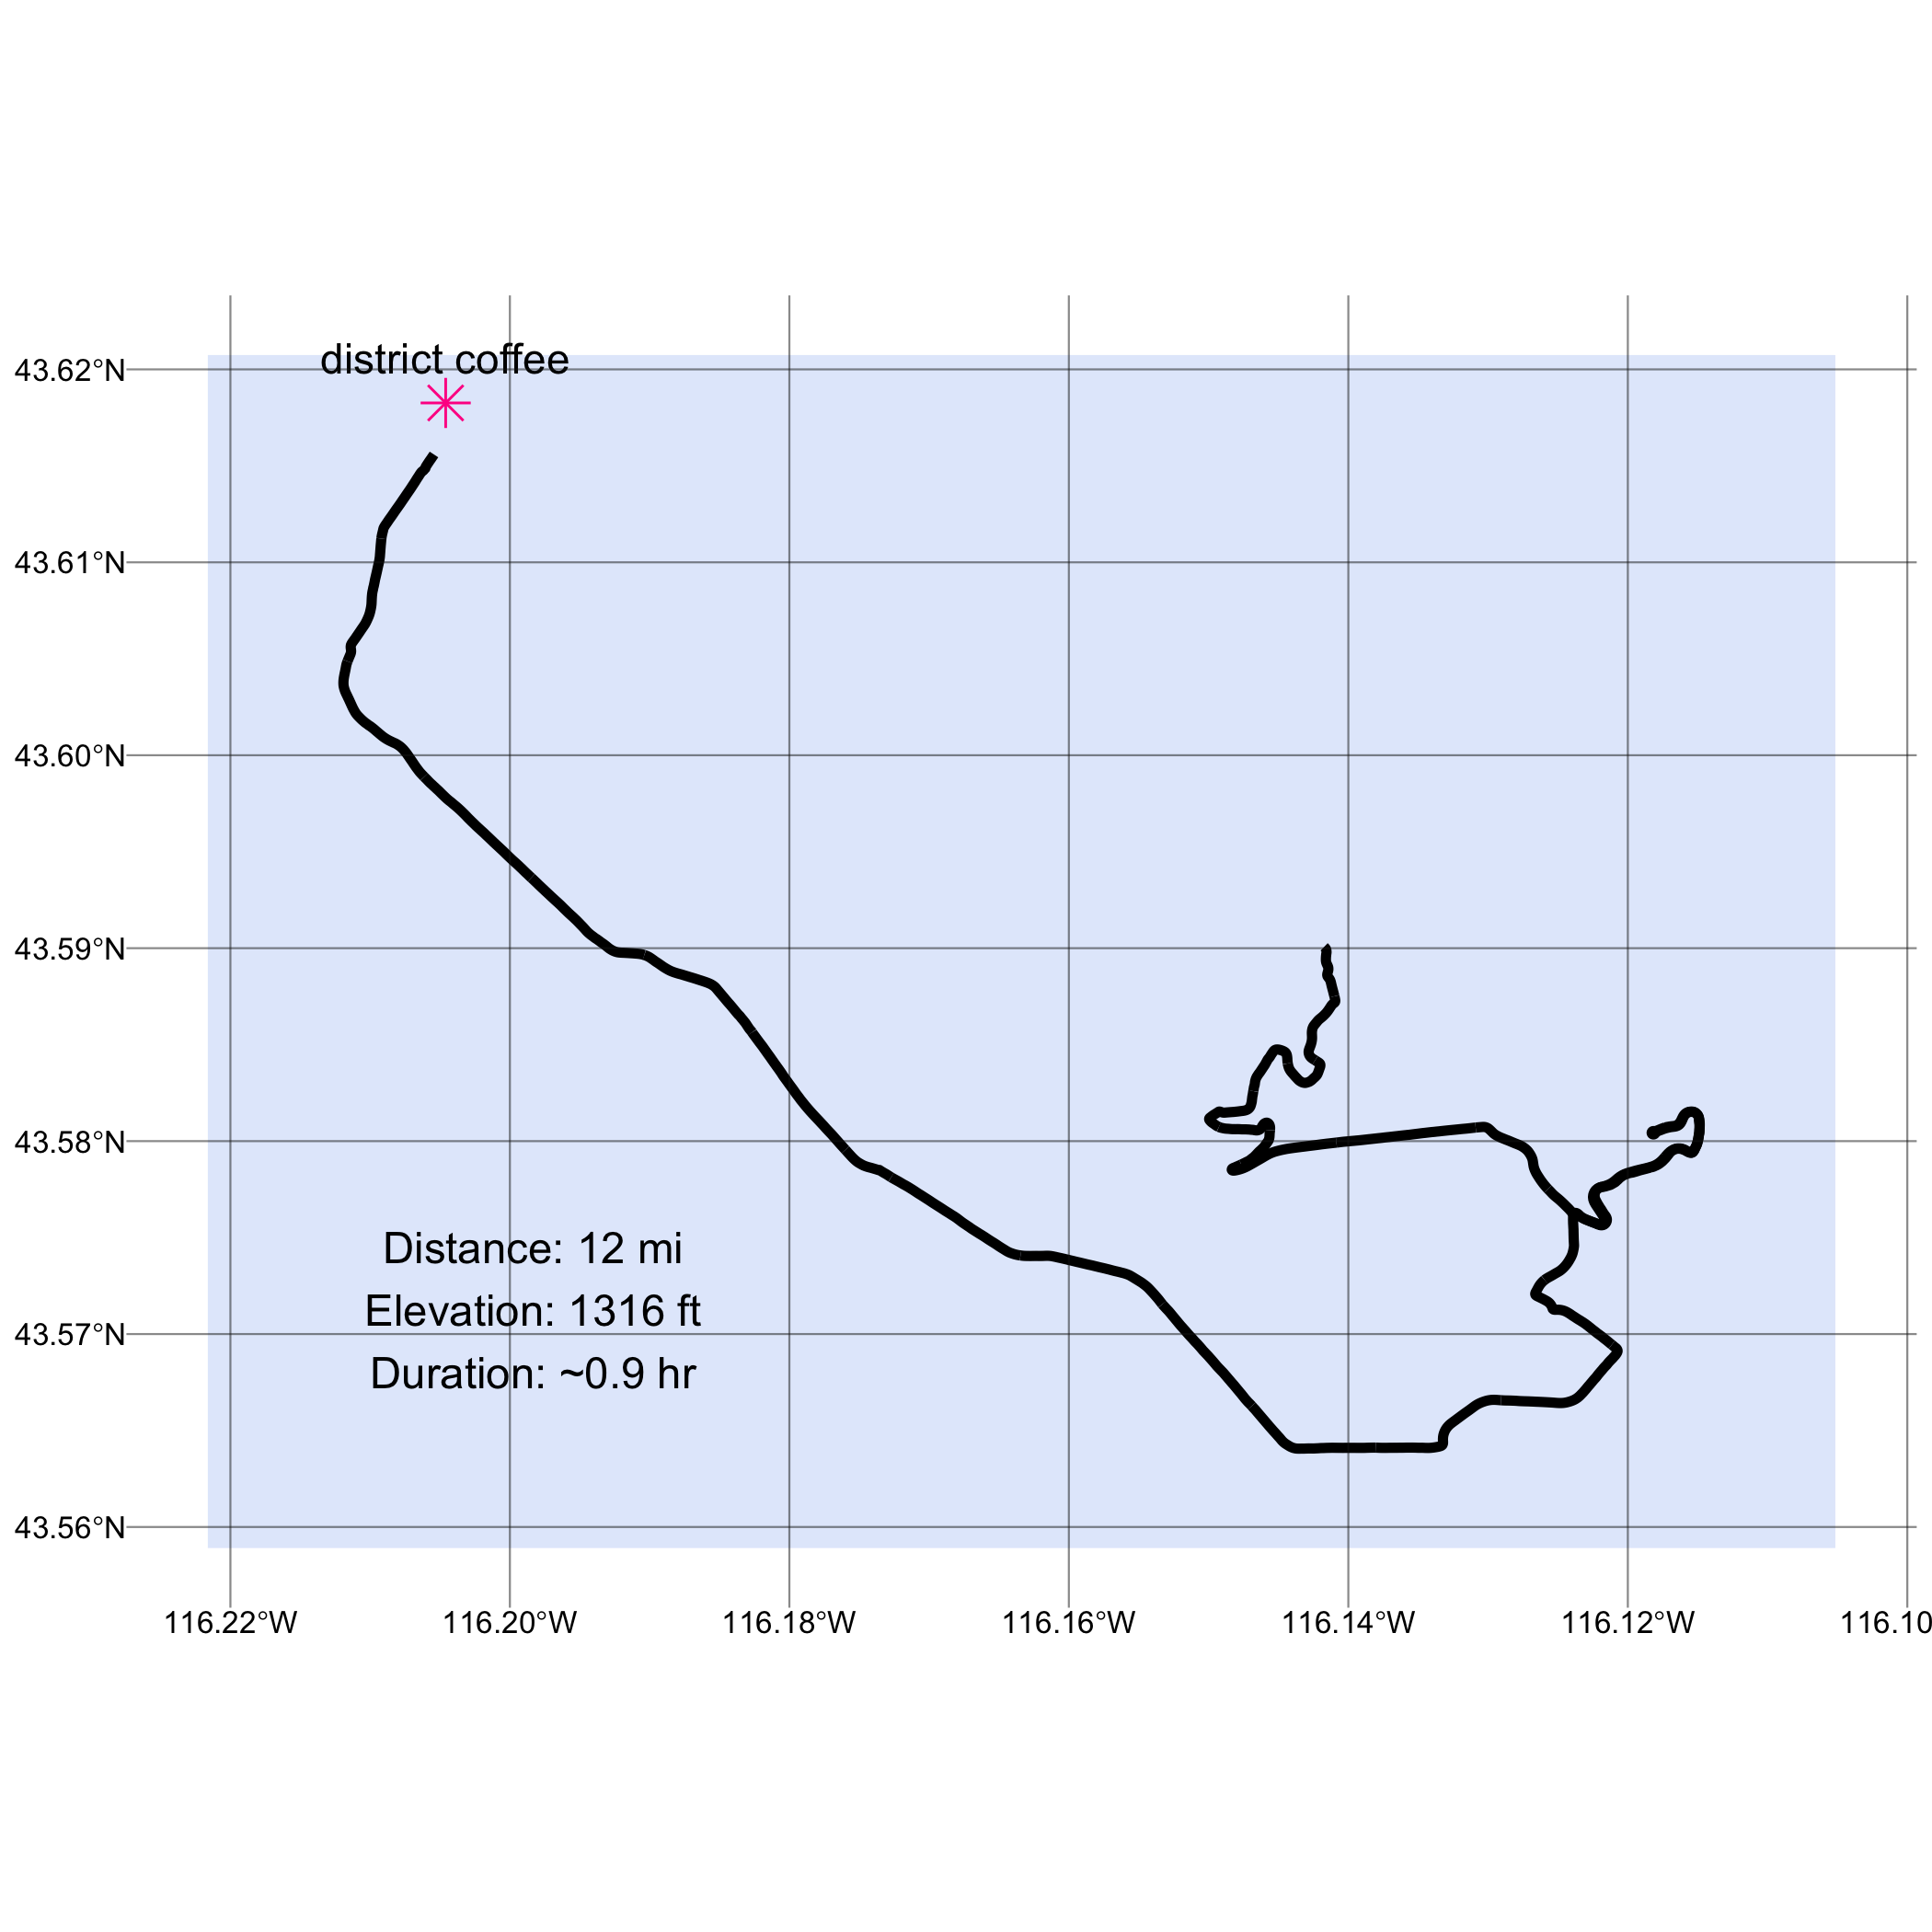 district coffee
43.62°N
43.61°N
43.60°N
43.59°N
43.58°N
43.57°N
43.56°N
Distance: 12 mi
Elevation: 1316 ft
Duration: ~0.9 hr
116.22°W
116.20°W
116.18°W
116.16°W
116.14°W
116.12°W
116.10